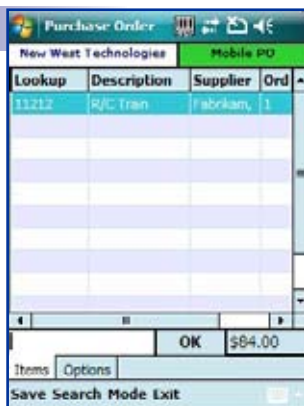 Purchase Order
New West Technologies Mobile PO
Lookup Description Supplier Ord
11212 R/C Train Fabrikam, 1
OK $84.00
Items Options
Save Search Mode Exit